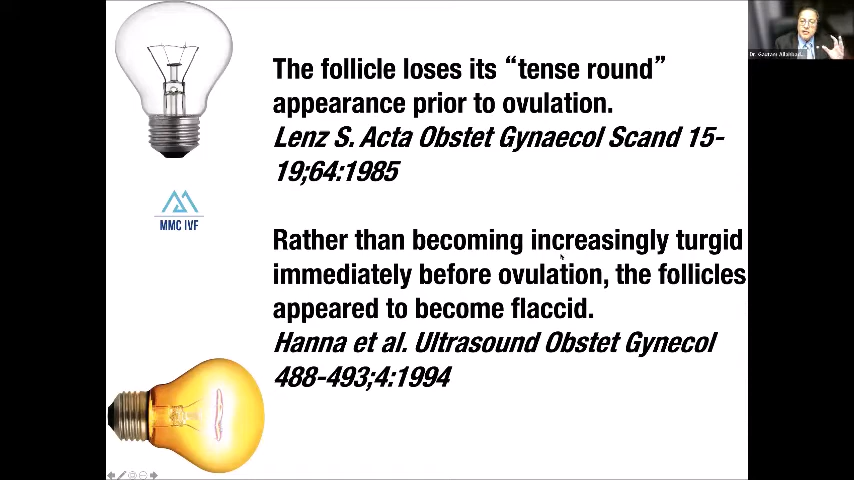 The follicle loses its “tense round”
appearance prior to ovulation.
Lenz S. Acta Obstet Gynaecol Scand 15-
19;64:1985
MMC IVF
Rather than becoming increasingly turgid
immediately before ovulation, the follicles
appeared to become flaccid.
Hanna et al. Ultrasound Obstet Gynecol
488-493;4:1994
Dr. Gautam